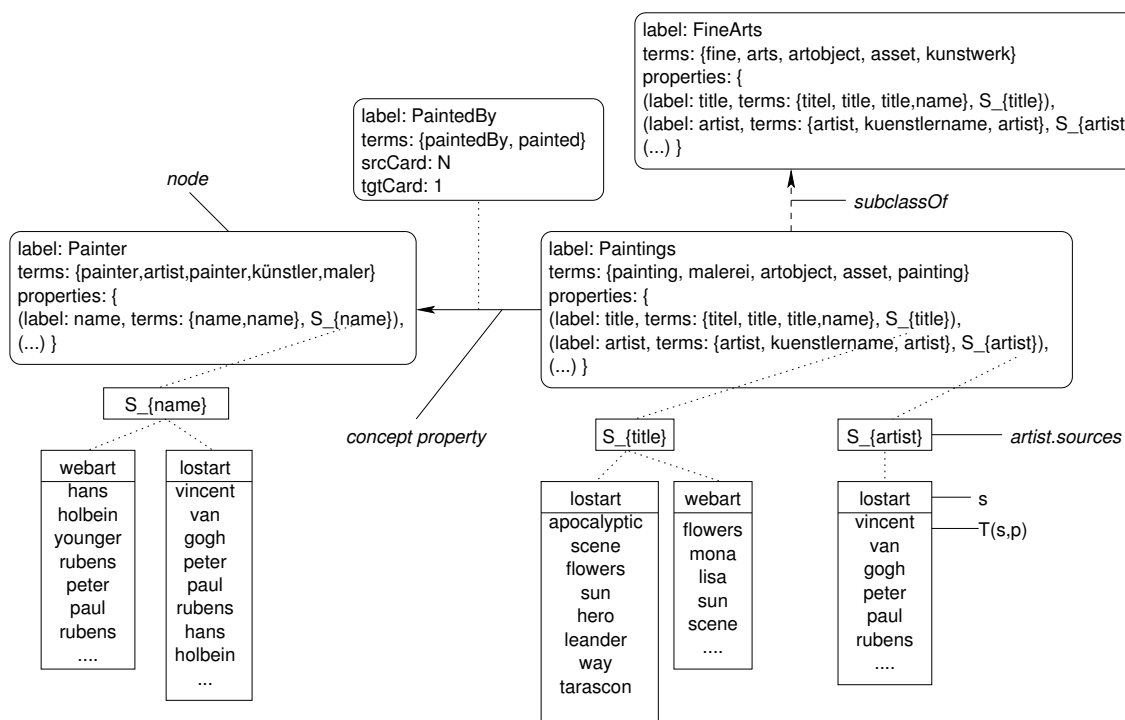 label: FineArts
terms: {fine, arts, artobject, asset, kunstwerk}
properties: {
(label: title, terms: {titel, title, title,name}, S_{title}),
(label: artist, terms: {artist, kuenstlername, artist}, S_{artist
(...) }
label: PaintedBy
terms: {paintedBy, painted}
srcCard: N
tgtCard: 1
node
subclassOf
label: Painter
terms: {painter,artist,painter,künstler,maler}
properties: {
(label: name, terms: {name,name}, S_{name}),
(...) }
label: Paintings
terms: {painting, malerei, artobject, asset, painting}
properties: {
(label: title, terms: {titel, title, title,name}, S_{title}),
(label: artist, terms: {artist, kuenstlername, artist}, S_{artist}),
(...) }
S_{name}
concept property
S_{title}
S_{artist}
artist.sources
webart
hans
holbein
younger
rubens
peter
paul
rubens
....
lostart
vincent
van
gogh
peter
paul
rubens
hans
holbein
...
lostart
apocalyptic
scene
flowers
sun
hero
leander
way
tarascon
webart
flowers
mona
lisa
sun
scene
....
lostart
vincent
van
gogh
peter
paul
rubens
....
s
T(s,p)